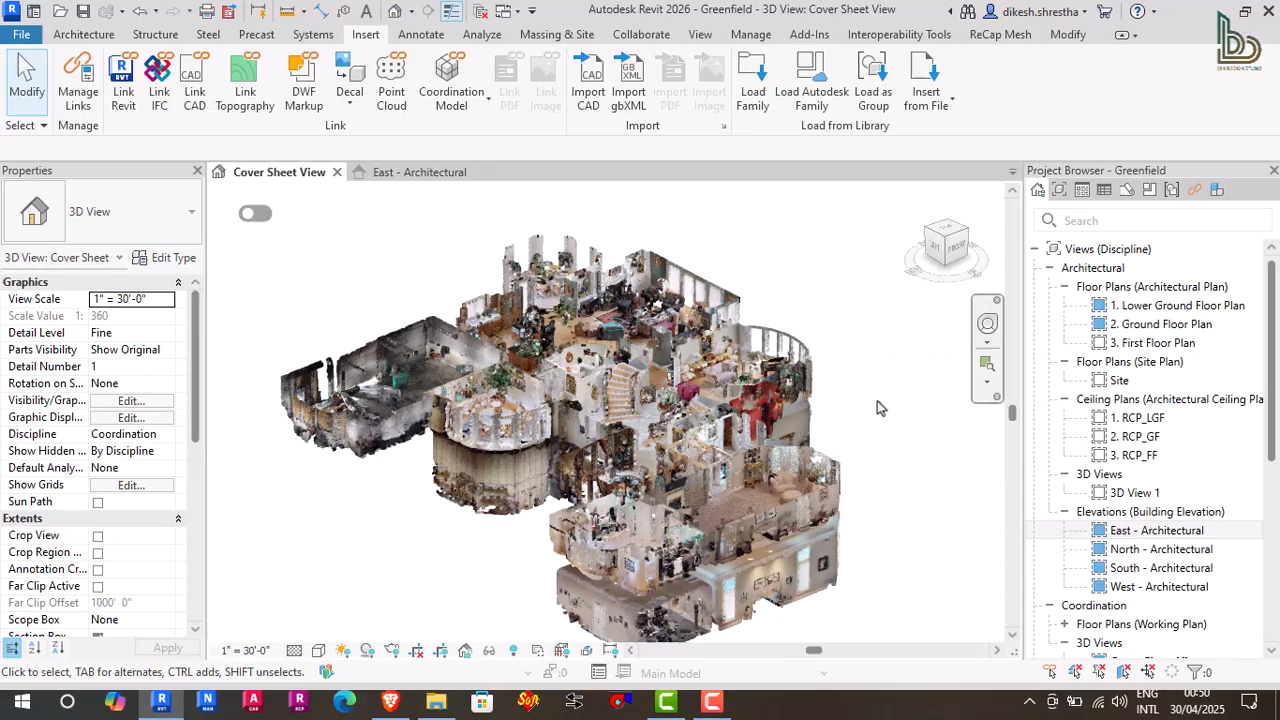 Autodesk Revit 2026 - Greenfield - 3D View: Cover Sheet View
dikesh.shrestha
File Architecture Structure Steel Precast Systems Insert Annotate Analyze Massing & Site Collaborate View Manage Add-Ins Interoperability Tools ReCap Mesh Modify
Modify
Manage Links
Link Revit
Link IFC
Link CAD
Link Topography
DWF Markup
Decal
Point Cloud
Coordination Model
Link PDF
Link Image
Import CAD
Import gbXML
Import PDF
Import Image
Load Family
Load Autodesk Family
Load as Group
Insert from File
Select Manage Link Import Load from Library
Properties
3D View
3D View: Cover Sheet
Edit Type
Graphics
View Scale 1" = 30'-0"
Scale Value 1: 360
Detail Level Fine
Parts Visibility Show Original
Detail Number 1
Rotation on S... None
Visibility/Grap... Edit...
Graphic Displ... Edit...
Discipline Coordination
Show Hidden ... By Discipline
Default Analy... None
Show Grids Edit...
Sun Path
Extents
Crop View
Crop Region ...
Annotation Cr...
Far Clip Active
Far Clip Offset 1000' 0"
Scope Box None
Section Box
Apply
Cover Sheet View
East - Architectural
FRONT
1" = 30'-0"
Project Browser - Greenfield
Search
Views (Discipline)
Architectural
Floor Plans (Architectural Plan)
1. Lower Ground Floor Plan
2. Ground Floor Plan
3. First Floor Plan
Floor Plans (Site Plan)
Site
Ceiling Plans (Architectural Ceiling Pla
1. RCP_LGF
2. RCP_GF
3. RCP_FF
3D Views
3D View 1
Elevations (Building Elevation)
East - Architectural
North - Architectural
South - Architectural
West - Architectural
Coordination
Floor Plans (Working Plan)
3D Views
Click to select, TAB for alternates, CTRL adds, SHIFT unselects.
:0
Main Model
:0
ENG
INTL
00:50
30/04/2025